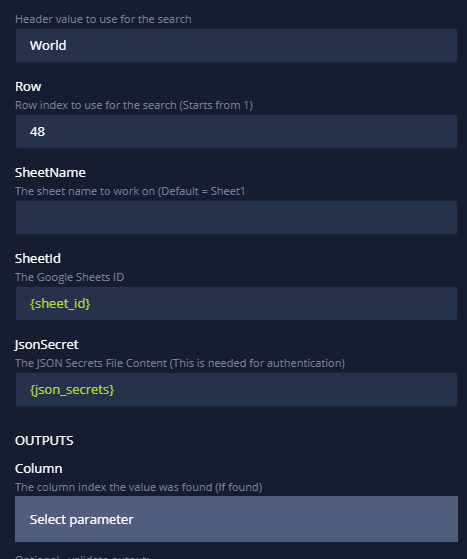 Header value to use for the search
World
Row
Row index to use for the search (Starts from 1)
48
SheetName
The sheet name to work on (Default = Sheet1
SheetId
The Google Sheets ID
{sheet_id}
JsonSecret
The JSON Secrets File Content (This is needed for authentication)
{json_secrets}
OUTPUTS
Column
The column index the value was found (If found)
Select parameter
Optional - validate output: